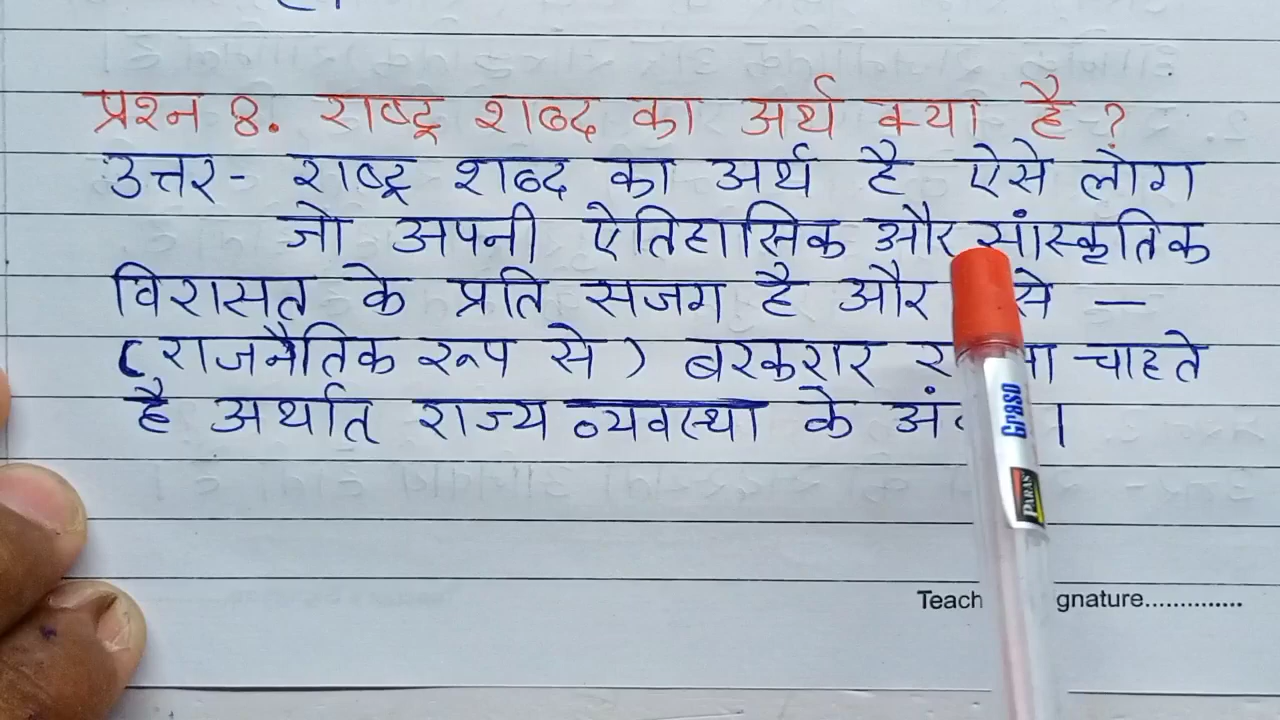 प्रश्न 8. राष्ट्र शब्द का अर्थ क्या है ?
उत्तर- राष्ट्र शब्द का अर्थ है ऐसे लोग
जो अपनी ऐतिहासिक और सांस्कृतिक
विरासत के प्रति सजग है और से —
(राजनैतिक रूप से) बरकरार चाहते
है अर्थात राज्य व्यवस्था के ।
Grasp
PARAS
Teach gnature..............